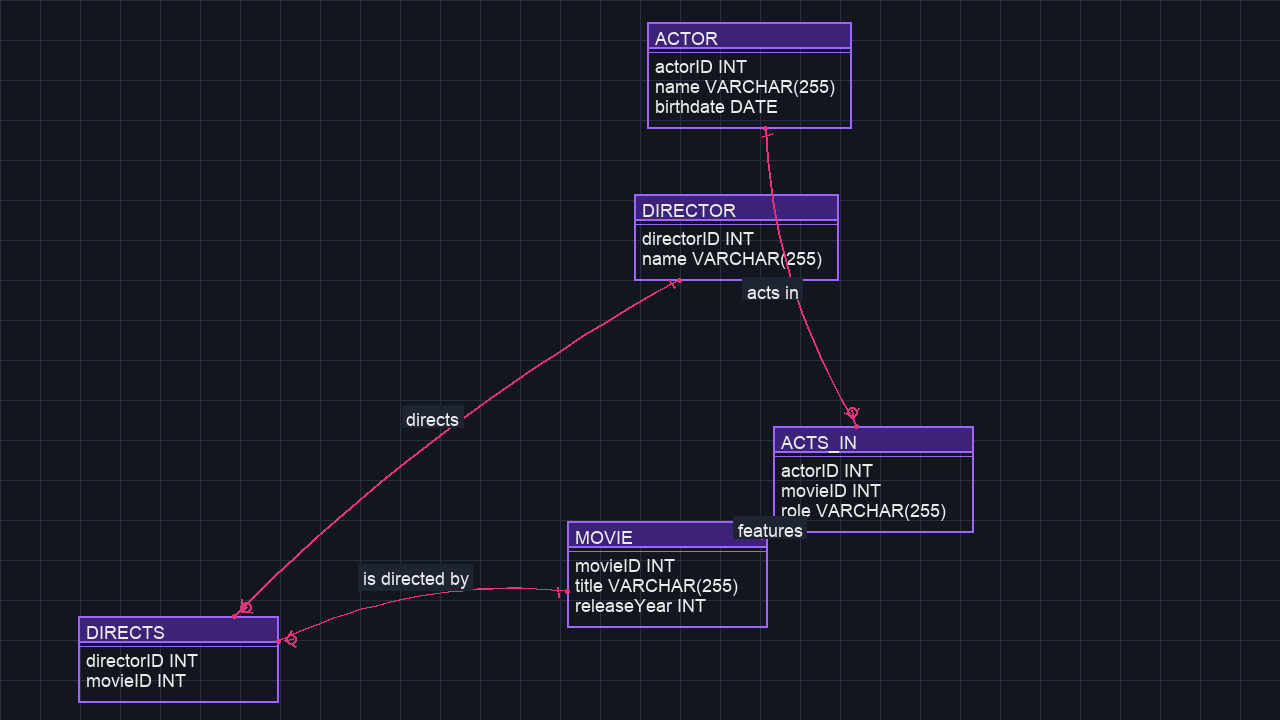 ACTOR
actorID INT
name VARCHAR(255)
birthdate DATE
DIRECTOR
directorID INT
name VARCHAR(255)
acts in
directs
ACTS_IN
actorID INT
movieID INT
role VARCHAR(255)
features
MOVIE
movieID INT
title VARCHAR(255)
releaseYear INT
is directed by
DIRECTS
directorID INT
movieID INT